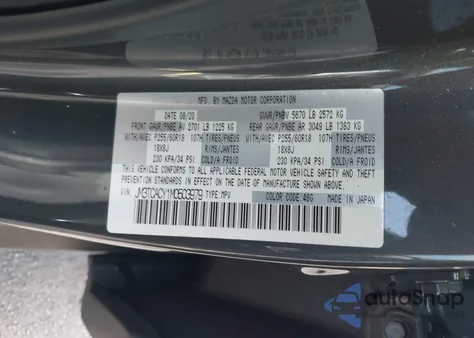 MFD. BY MAZDA MOTOR CORPORATION
DATE 08/20 GVWR/PNBV 5670 LB 2572 KG
FRONT GAWR/PNBE AV 2701 LB 1225 KG REAR GAWR/PNBE AR 3049 LB 1383 KG
WITH/AVEC P255/60R18 107H TIRES/PNEUS WITH/AVEC P255/60R18 107H TIRES/PNEUS
18X8J RIMS/JANTES 18X8J RIMS/JANTES
230 KPA/34 PSI COLD/A FROID 230 KPA/34 PSI COLD/A FROID
THIS VEHICLE CONFORMS TO ALL APPLICABLE FEDERAL MOTOR VEHICLE
SAFETY, BUMPER, AND THEFT PREVENTION STANDARDS IN EFFECT
ON THE DATE OF MANUFACTURE SHOWN ABOVE.
JM3TCACY1M0503979 TYPE:MPV COLOR CODE:46G MADE IN JAPAN
autoSnap